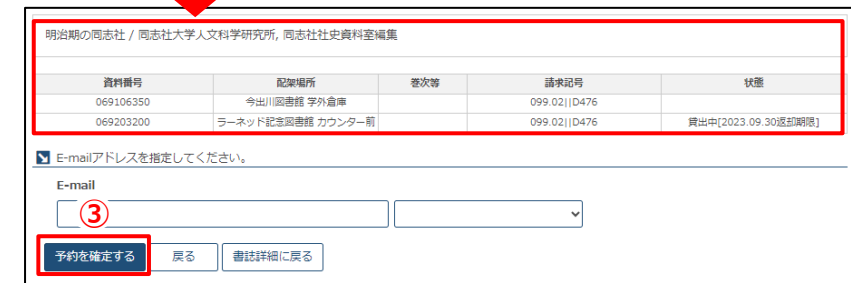 明治期の同志社 / 同志社大学人文科学研究所, 同志社社史資料室編集
資料番号 配架場所 巻次等 請求記号 状態
069106350 今出川図書館 学外倉庫 099.02||D476
069203200 ラーネッド記念図書館 カウンター前 099.02||D476 貸出中[2023.09.30返却期限]
E-mailアドレスを指定してください。
E-mail
③
予約を確定する 戻る 書誌詳細に戻る